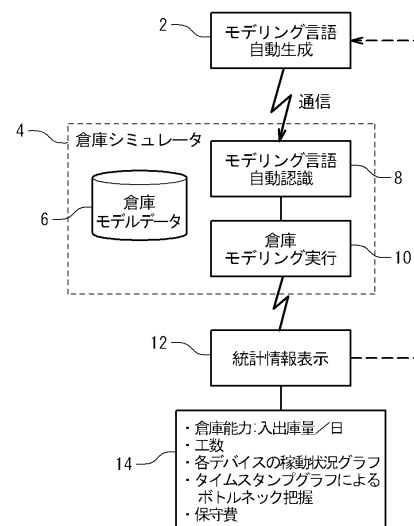 2
モデリング言語
自動生成
通信
4
倉庫シミュレータ
モデリング言語
自動認識
8
6
倉庫
モデルデータ
倉庫
モデリング実行
10
12
統計情報表示
14
・倉庫能力:入出庫量／日
・工数
・各デバイスの稼動状況グラフ
・タイムスタンプグラフによる
ボトルネック把握
・保守費